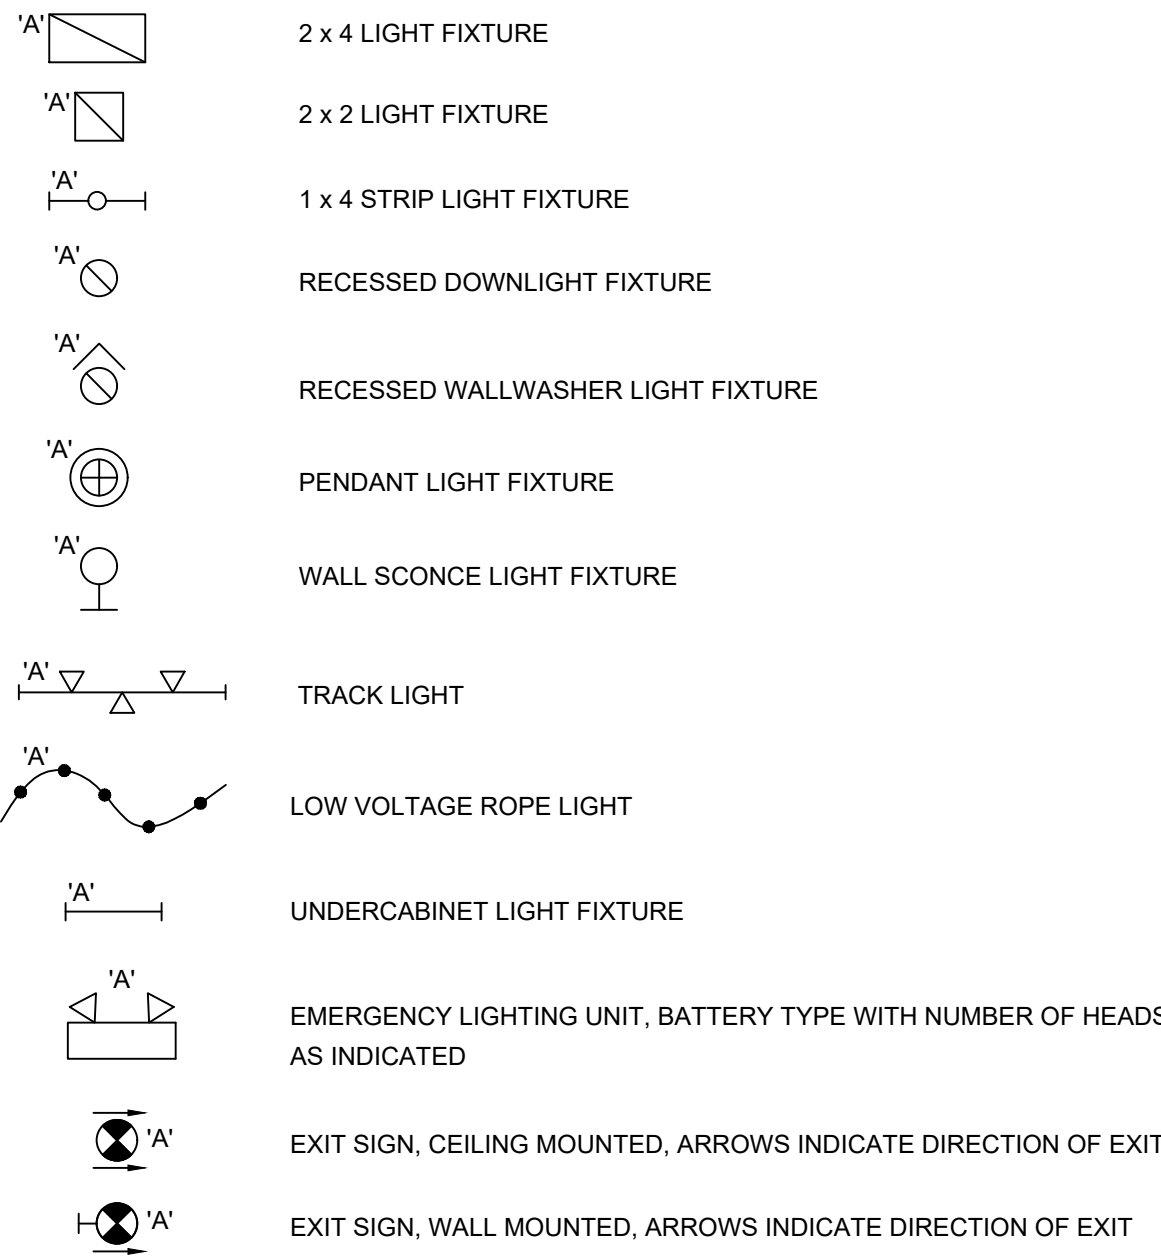 'A' 2 x 4 LIGHT FIXTURE
'A' 2 x 2 LIGHT FIXTURE
'A' 1 x 4 STRIP LIGHT FIXTURE
'A' RECESSED DOWNLIGHT FIXTURE
'A' RECESSED WALLWASHER LIGHT FIXTURE
'A' PENDANT LIGHT FIXTURE
'A' WALL SCONCE LIGHT FIXTURE
'A' TRACK LIGHT
'A' LOW VOLTAGE ROPE LIGHT
'A' UNDERCABINET LIGHT FIXTURE
'A' EMERGENCY LIGHTING UNIT, BATTERY TYPE WITH NUMBER OF HEADS
AS INDICATED
'A' EXIT SIGN, CEILING MOUNTED, ARROWS INDICATE DIRECTION OF EXIT
'A' EXIT SIGN, WALL MOUNTED, ARROWS INDICATE DIRECTION OF EXIT